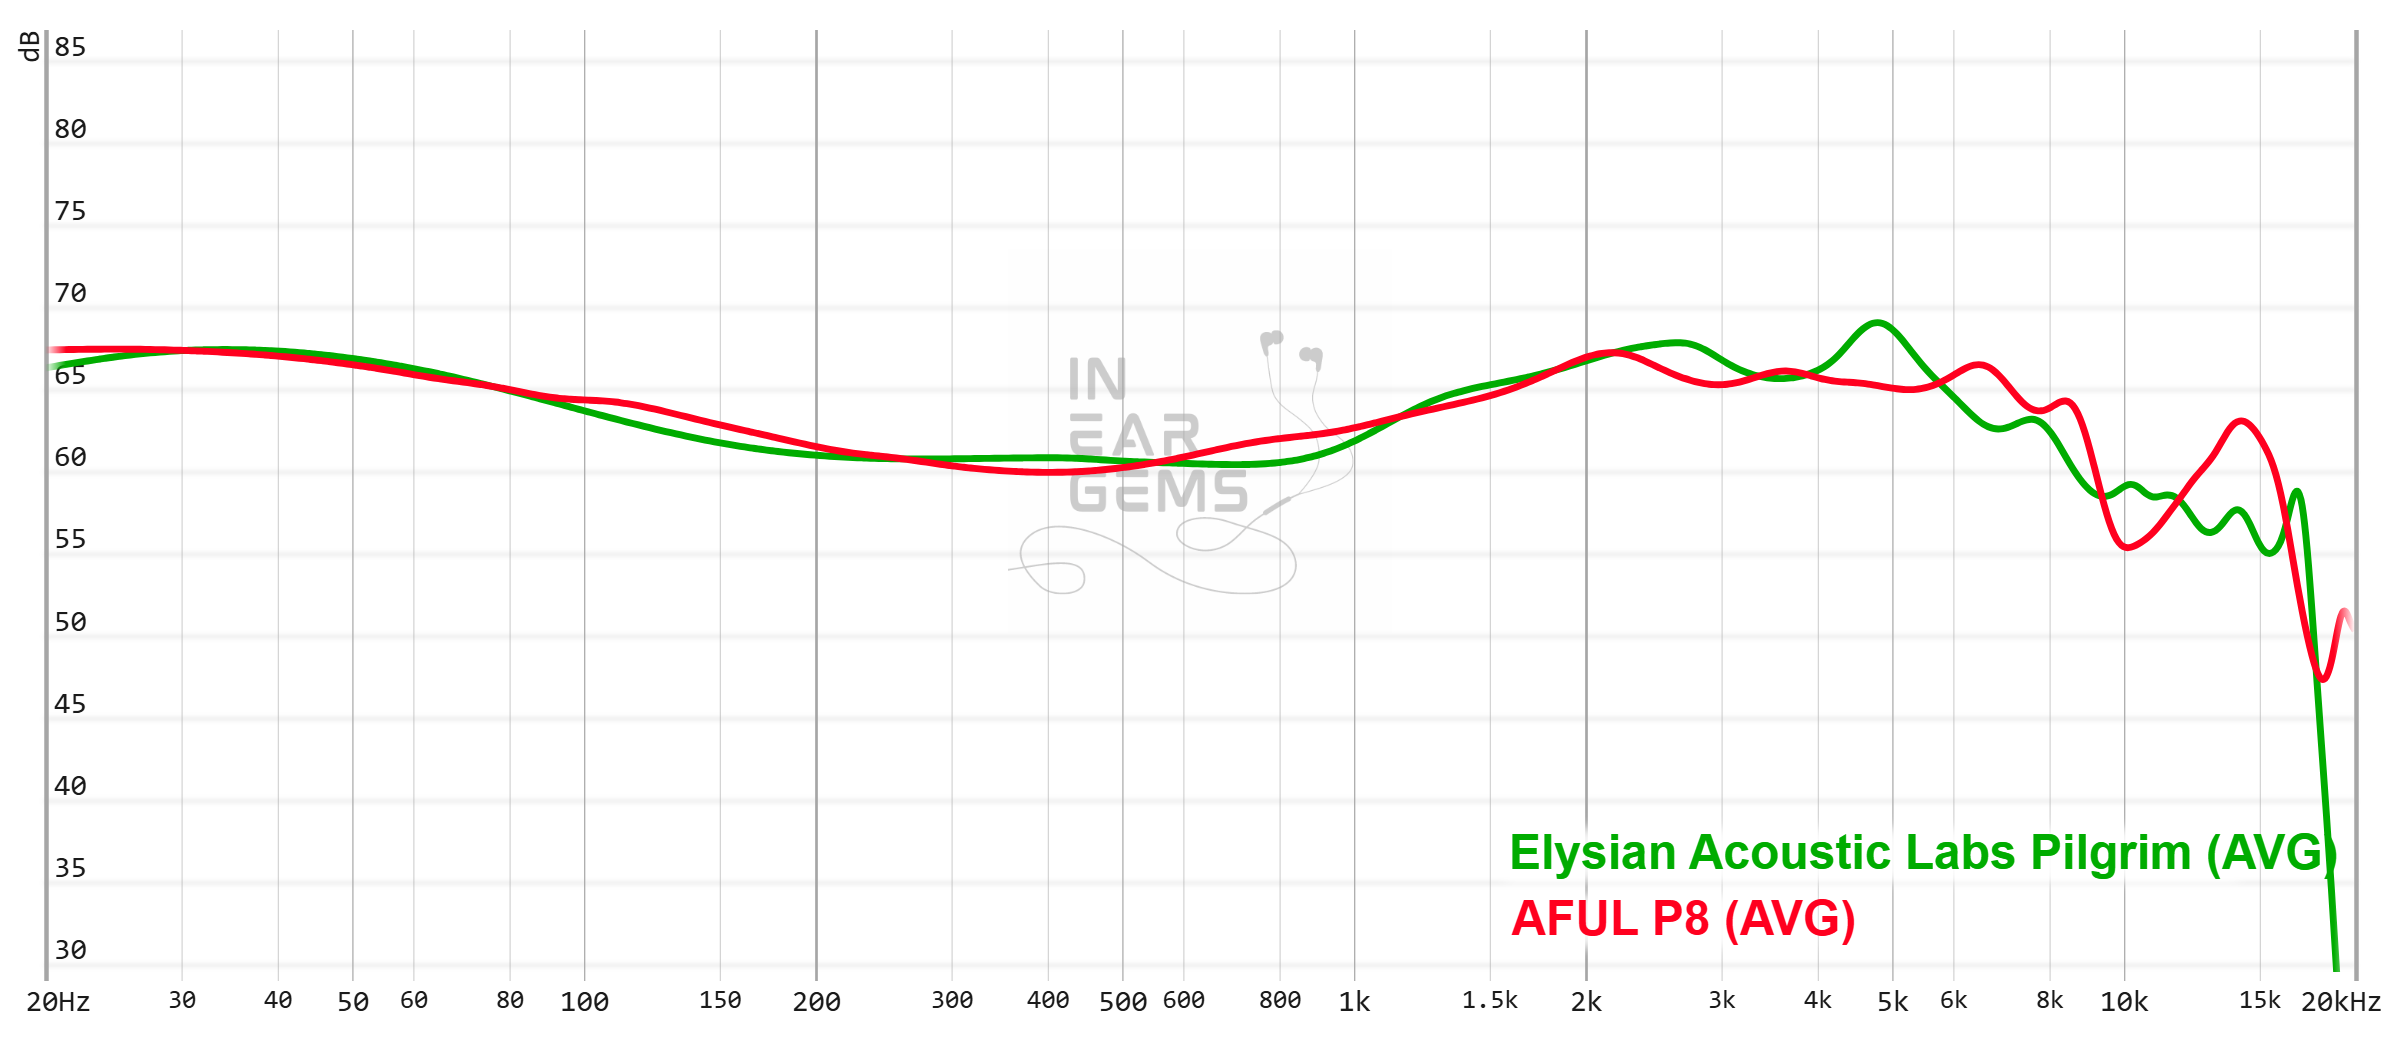 dB
85
80
75
70
65
60
55
50
45
40
35
30
IN
EAR
GEMS
Elysian Acoustic Labs Pilgrim (AVG)
AFUL P8 (AVG)
20Hz 30 40 50 60 80 100 150 200 300 400 500 600 800 1k 1.5k 2k 3k 4k 5k 6k 8k 10k 15k 20kHz